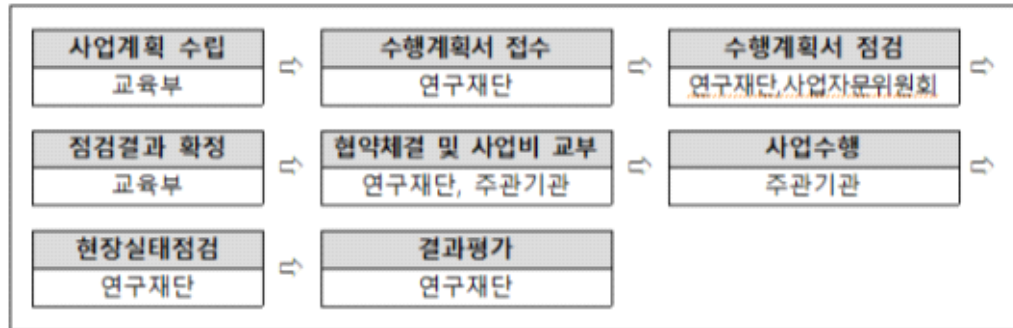 사업계획 수립
교육부
수행계획서 접수
연구재단
수행계획서 점검
연구재단,사업자문위원회
점검결과 확정
교육부
협약체결 및 사업비 교부
연구재단, 주관기관
사업수행
주관기관
현장실태점검
연구재단
결과평가
연구재단